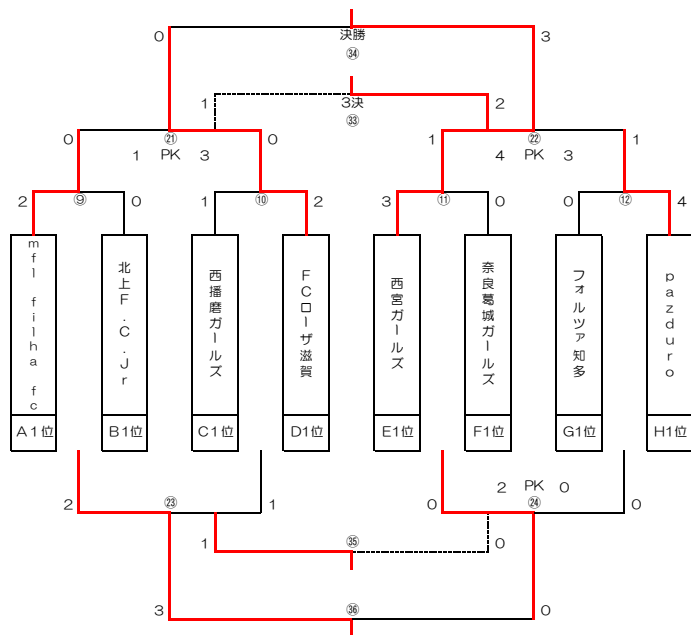 0 決勝 3
㉞
1 3決 2
㉝
0 ㉑ 0 1 ㉒ 1
1 PK 3 4 PK 3
2 ⑨ 0 1 ⑩ 2 3 ⑪ 0 0 ⑫ 4
mfl filha fc
北上F.C.Jr
西播磨ガールズ
FCローザ滋賀
西宮ガールズ
奈良葛城ガールズ
フォルツァ知多
pazduro
A1位 B1位 C1位 D1位 E1位 F1位 G1位 H1位
2 PK 0
2 ㉓ 1 0 ㉔ 0
1 ㉟ 0
3 ㊱ 0